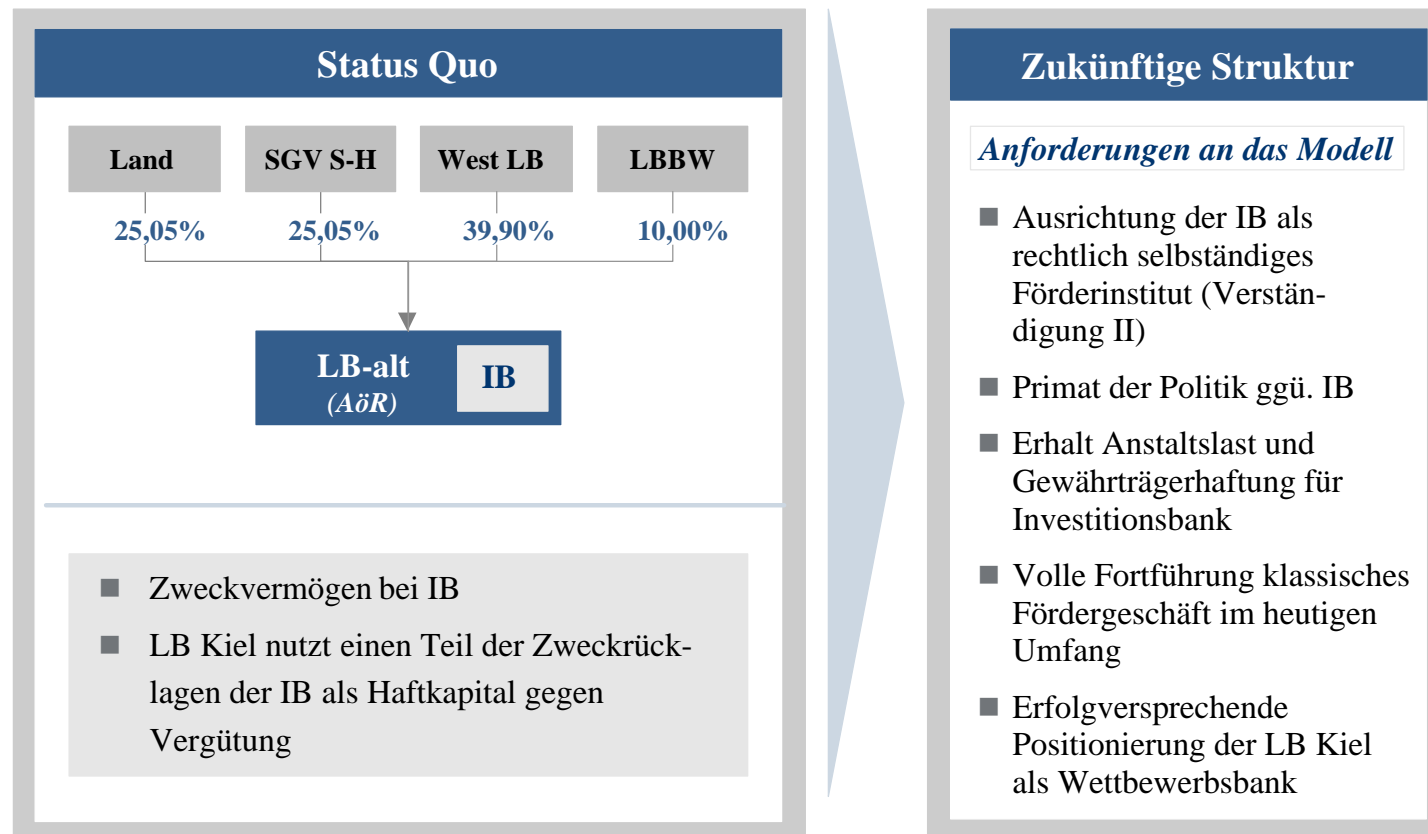 Status Quo
Land
SGV S-H
West LB
LBBW
25,05%
25,05%
39,90%
10,00%
LB-alt
(AöR)
IB
Zweckvermögen bei IB
LB Kiel nutzt einen Teil der Zweckrück-
lagen der IB als Haftkapital gegen
Vergütung
Zukünftige Struktur
Anforderungen an das Modell
Ausrichtung der IB als
rechtlich selbständiges
Förderinstitut (Verstän-
digung II)
Primat der Politik ggü. IB
Erhalt Anstaltslast und
Gewährträgerhaftung für
Investitionsbank
Volle Fortführung klassisches
Fördergeschäft im heutigen
Umfang
Erfolgversprechende
Positionierung der LB Kiel
als Wettbewerbsbank